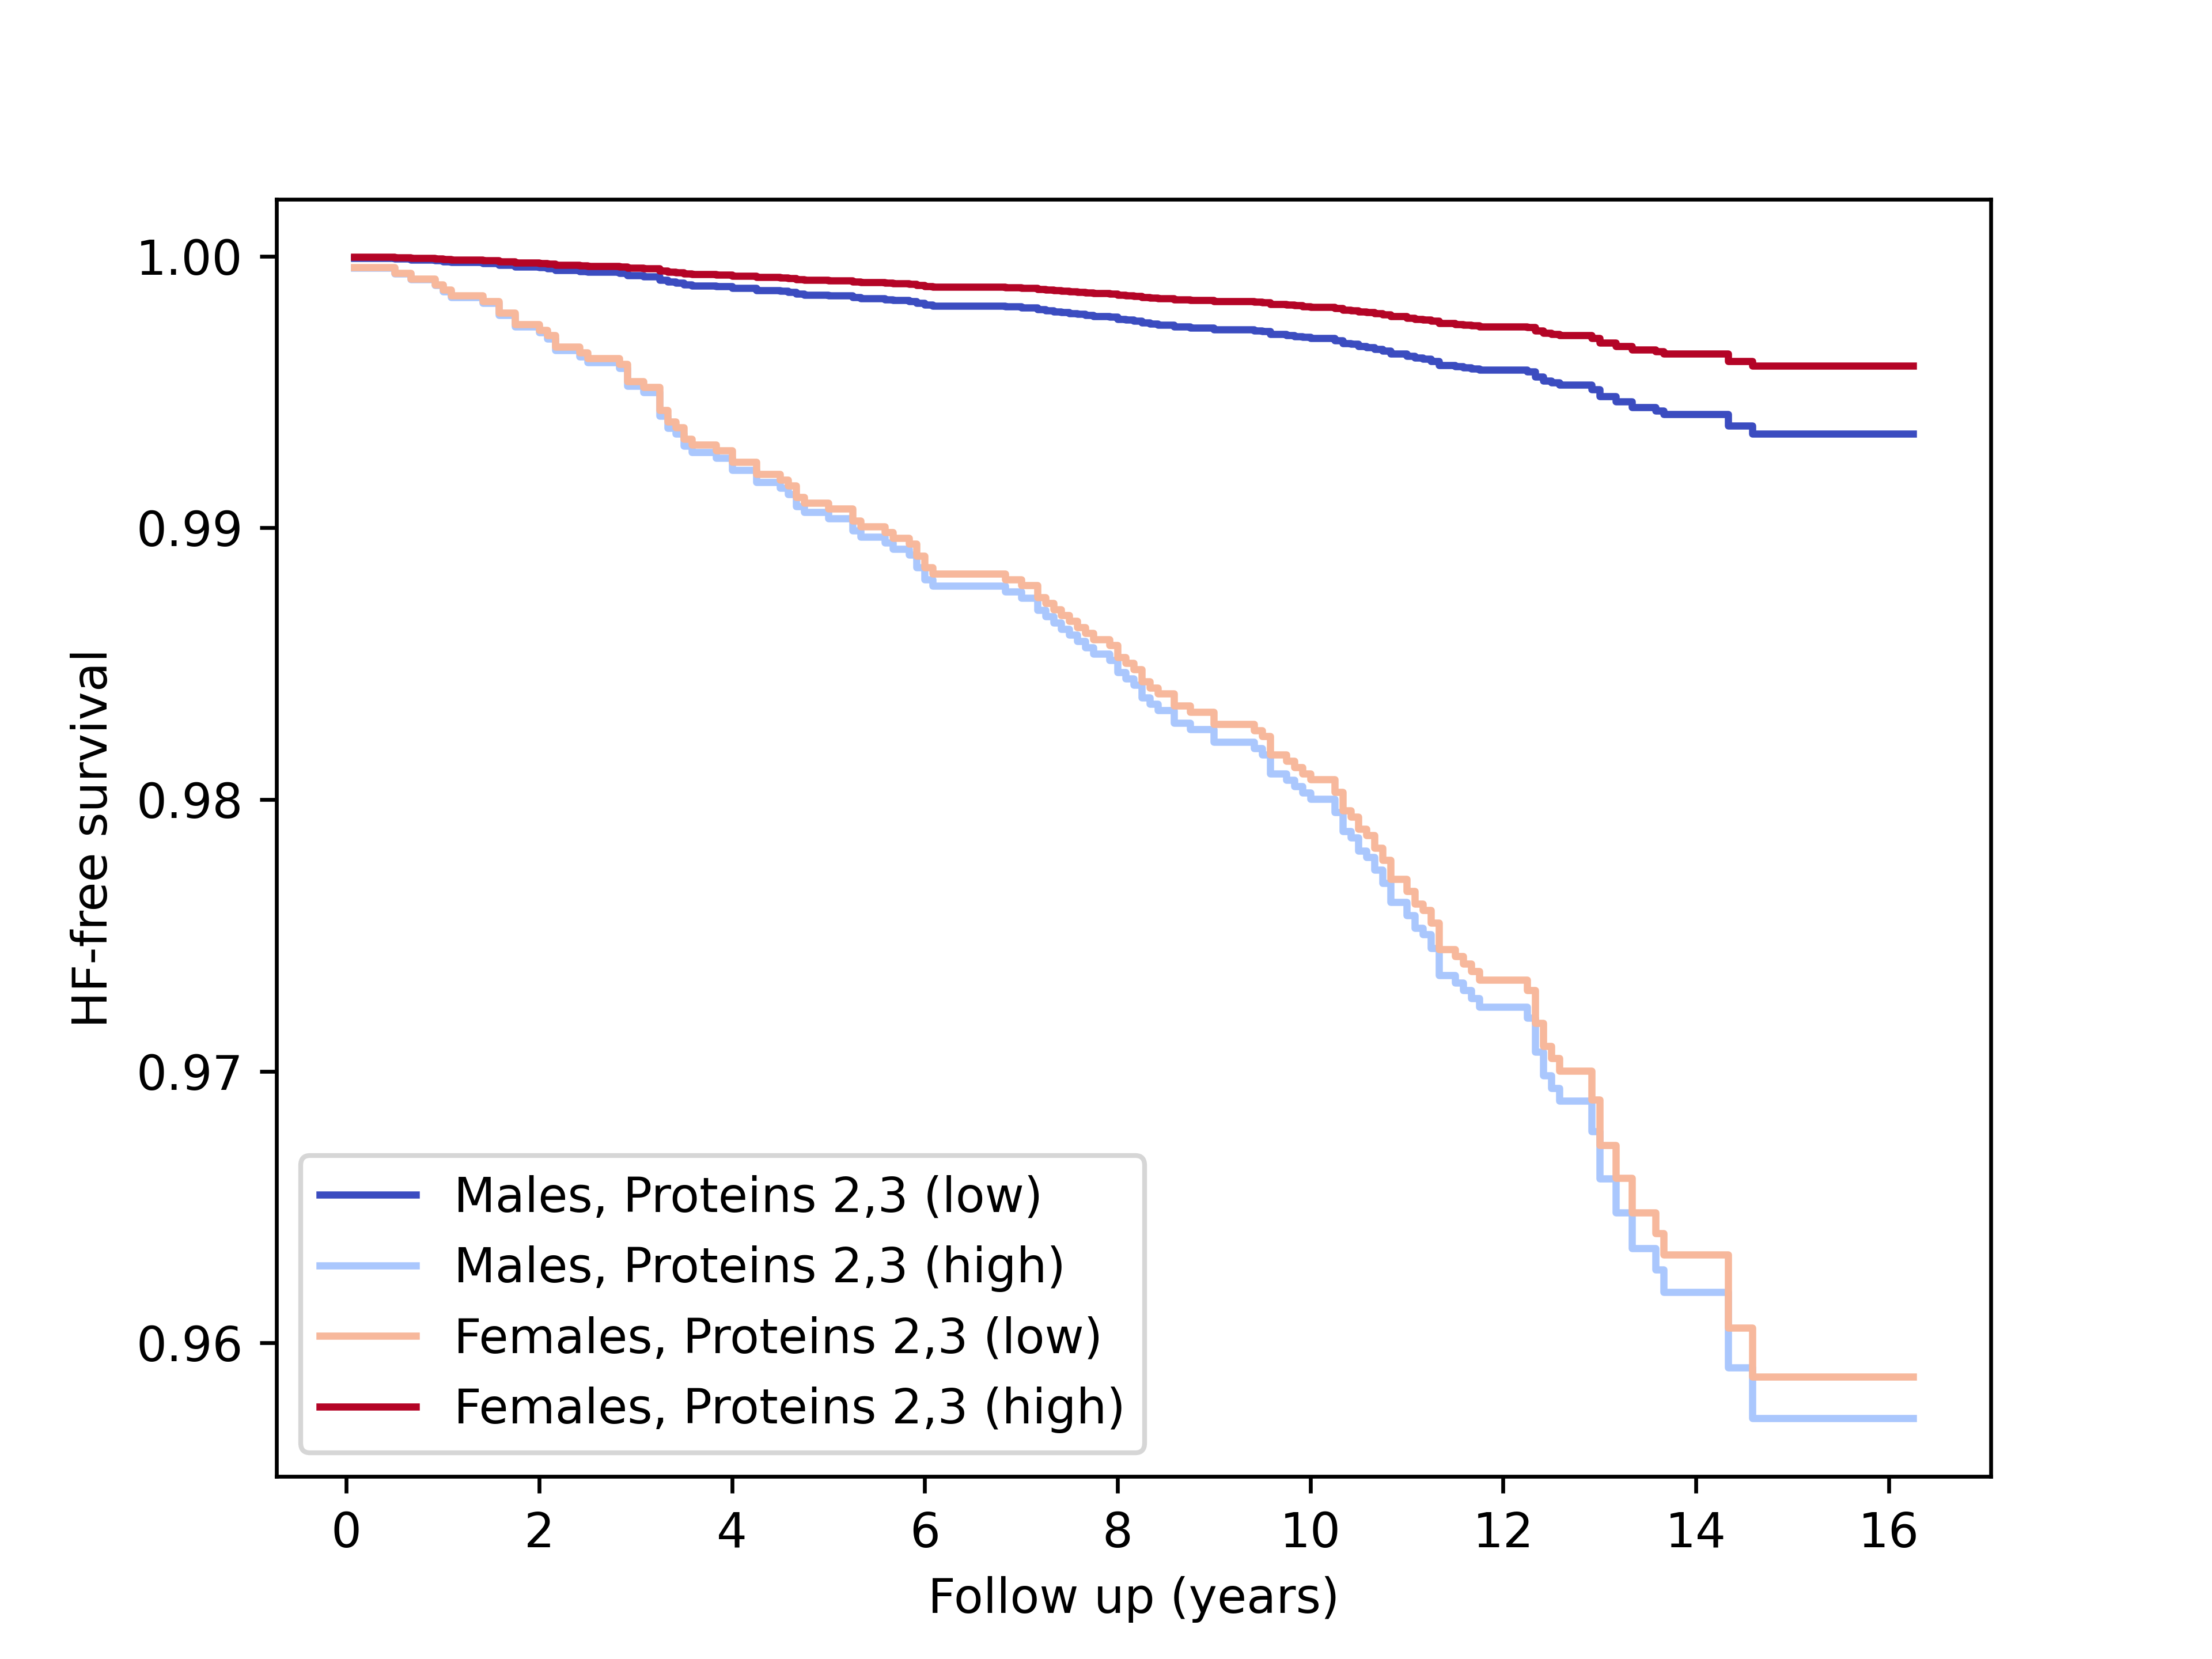 1.00
0.99
0.98
0.97
0.96
HF-free survival
Males, Proteins 2,3 (low)
Males, Proteins 2,3 (high)
Females, Proteins 2,3 (low)
Females, Proteins 2,3 (high)
0 2 4 6 8 10 12 14 16
Follow up (years)